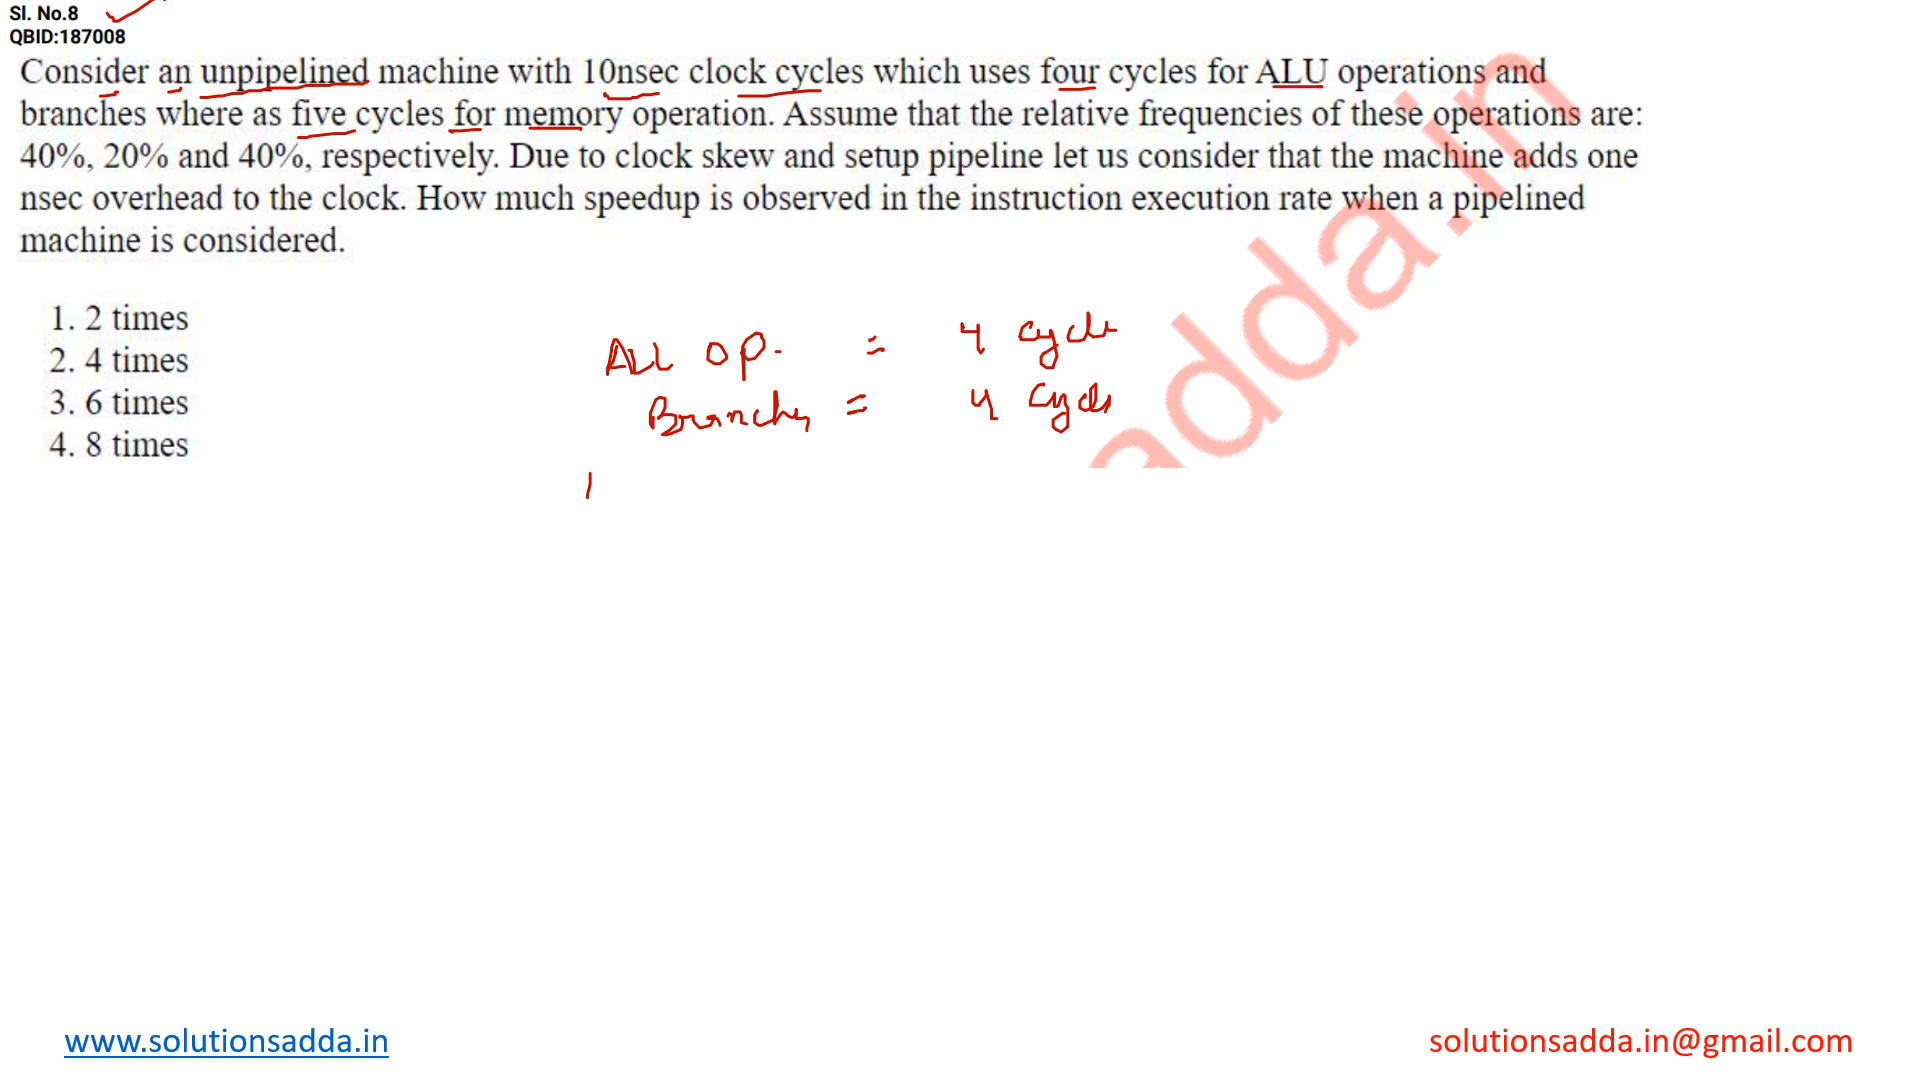 Sl. No.8
QBID:187008
Consider an unpipelined machine with 10nsec clock cycles which uses four cycles for ALU operations and
branches where as five cycles for memory operation. Assume that the relative frequencies of these operations are:
40%, 20% and 40%, respectively. Due to clock skew and setup pipeline let us consider that the machine adds one
nsec overhead to the clock. How much speedup is observed in the instruction execution rate when a pipelined
machine is considered.
1. 2 times
2. 4 times
3. 6 times
4. 8 times
ALU OP. = 4 cycle
Branches = 4 cycle
adda.in
www.solutionsadda.in
solutionsadda.in@gmail.com